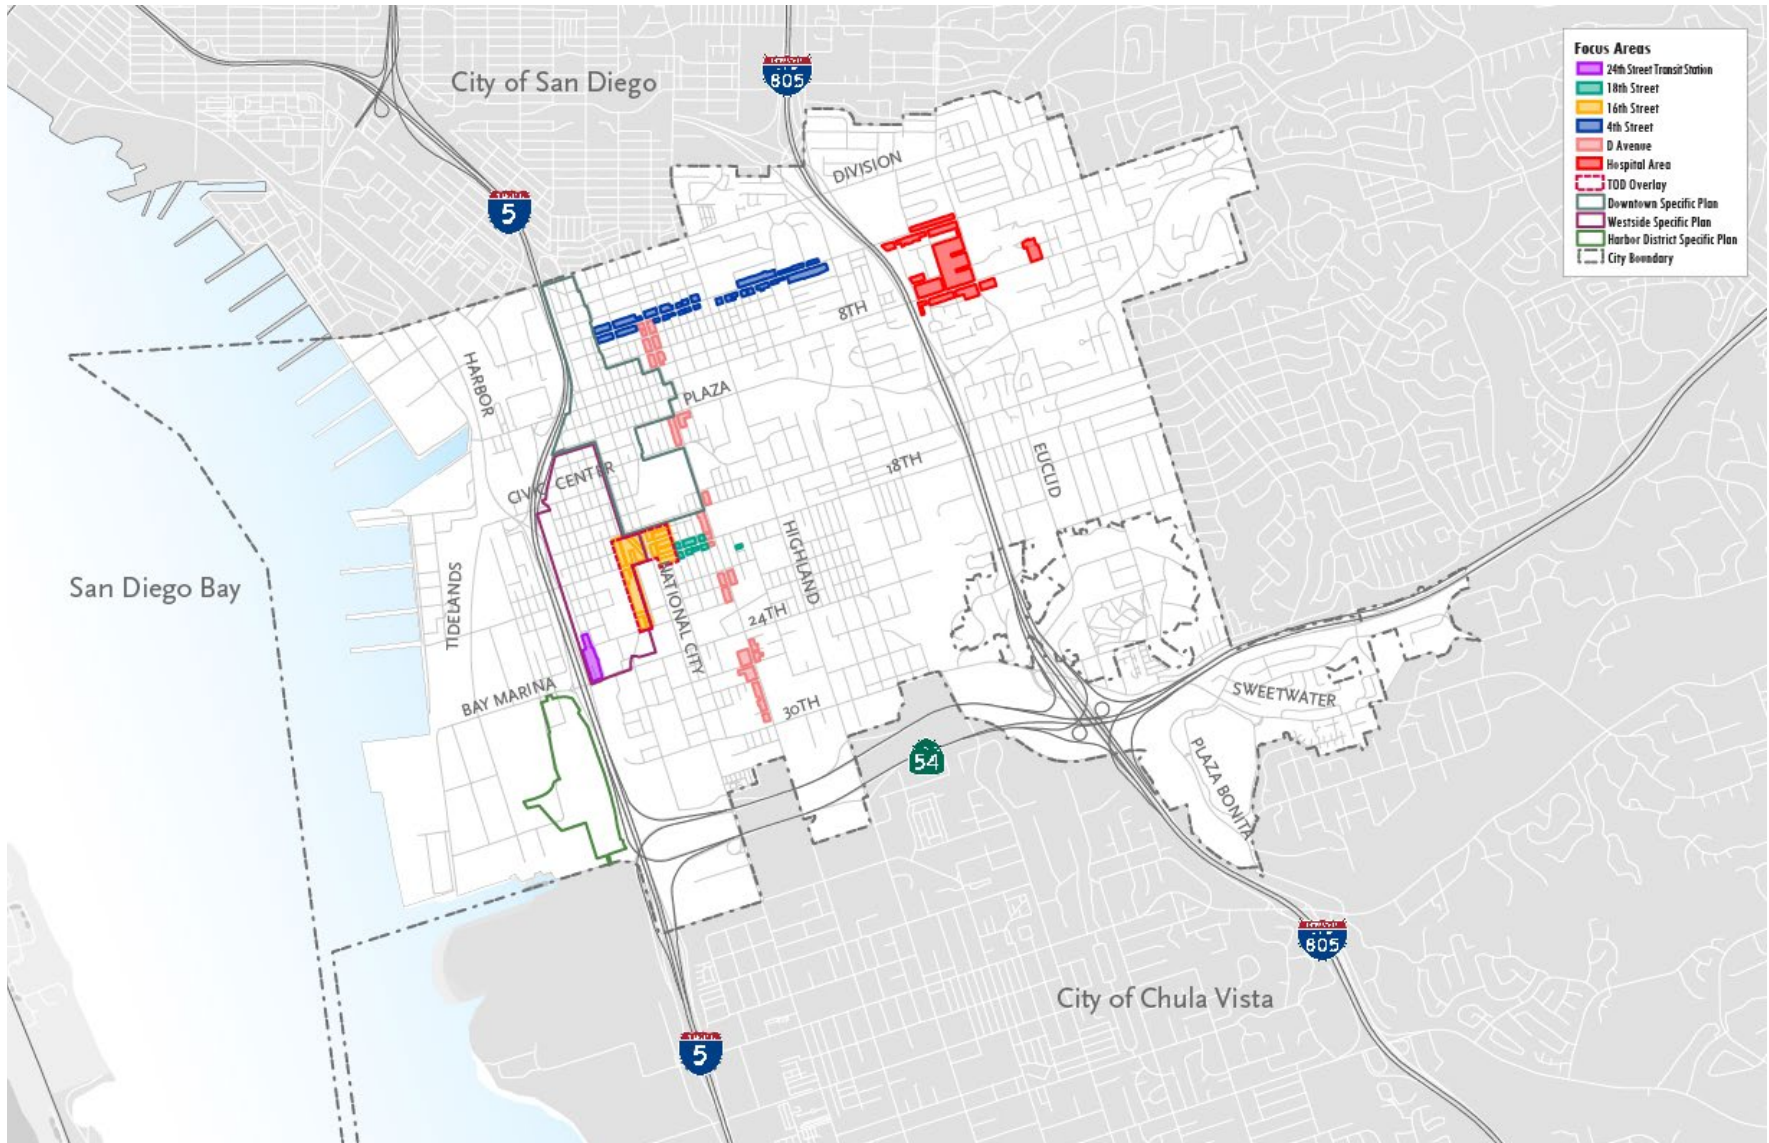 City of San Diego
INTERSTATE
805
5
DIVISION
Focus Areas
24th Street Transit Station
18th Street
16th Street
4th Street
D Avenue
Hospital Area
TOD Overlay
Downtown Specific Plan
Westside Specific Plan
Harbor District Specific Plan
City Boundary
8TH
HARBOR
PLAZA
18TH
EUCLID
CIVIC CENTER
HIGHLAND
San Diego Bay
TIDELANDS
NATIONAL CITY
24TH
BAY MARINA
30TH
SWEETWATER
54
PLAZA BONITA
805
City of Chula Vista
5